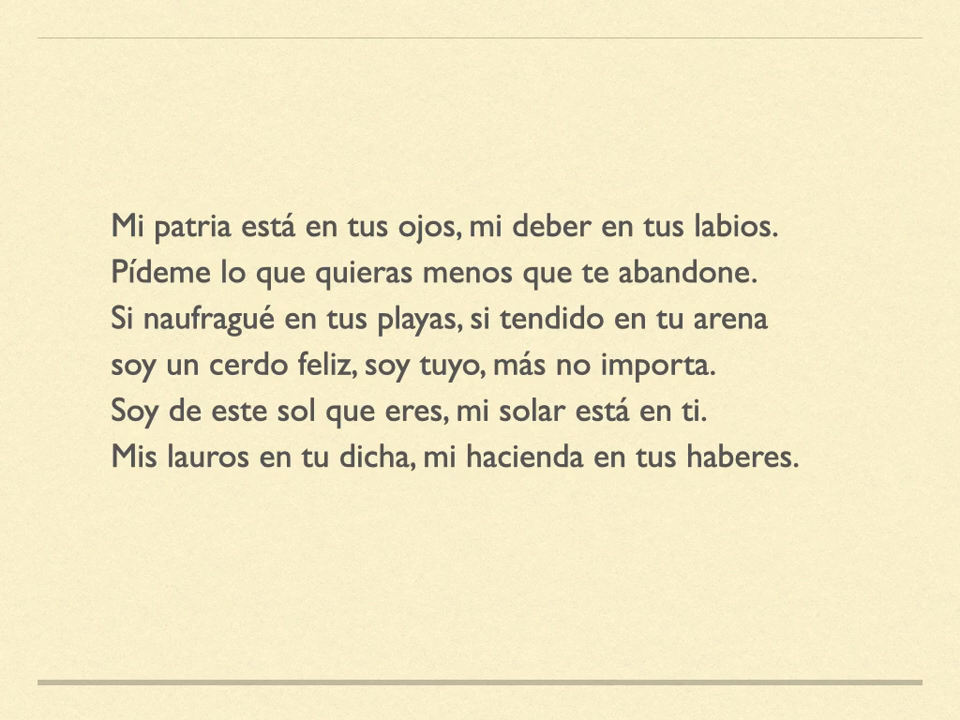 Mi patria está en tus ojos, mi deber en tus labios.
Pídeme lo que quieras menos que te abandone.
Si naufragué en tus playas, si tendido en tu arena
soy un cerdo feliz, soy tuyo, más no importa.
Soy de este sol que eres, mi solar está en ti.
Mis lauros en tu dicha, mi hacienda en tus haberes.